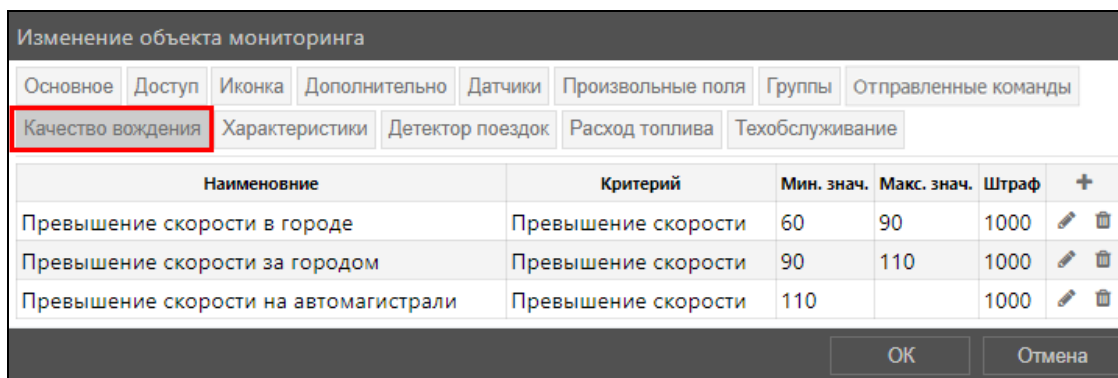 Изменение объекта мониторинга
Основное Доступ Иконка Дополнительно Датчики Произвольные поля Группы Отправленные команды
Качество вождения Характеристики Детектор поездок Расход топлива Техобслуживание
Наименовние Критерий Мин. знач. Макс. знач. Штраф +
Превышение скорости в городе Превышение скорости 60 90 1000
Превышение скорости за городом Превышение скорости 90 110 1000
Превышение скорости на автомагистрали Превышение скорости 110 1000
ОК Отмена